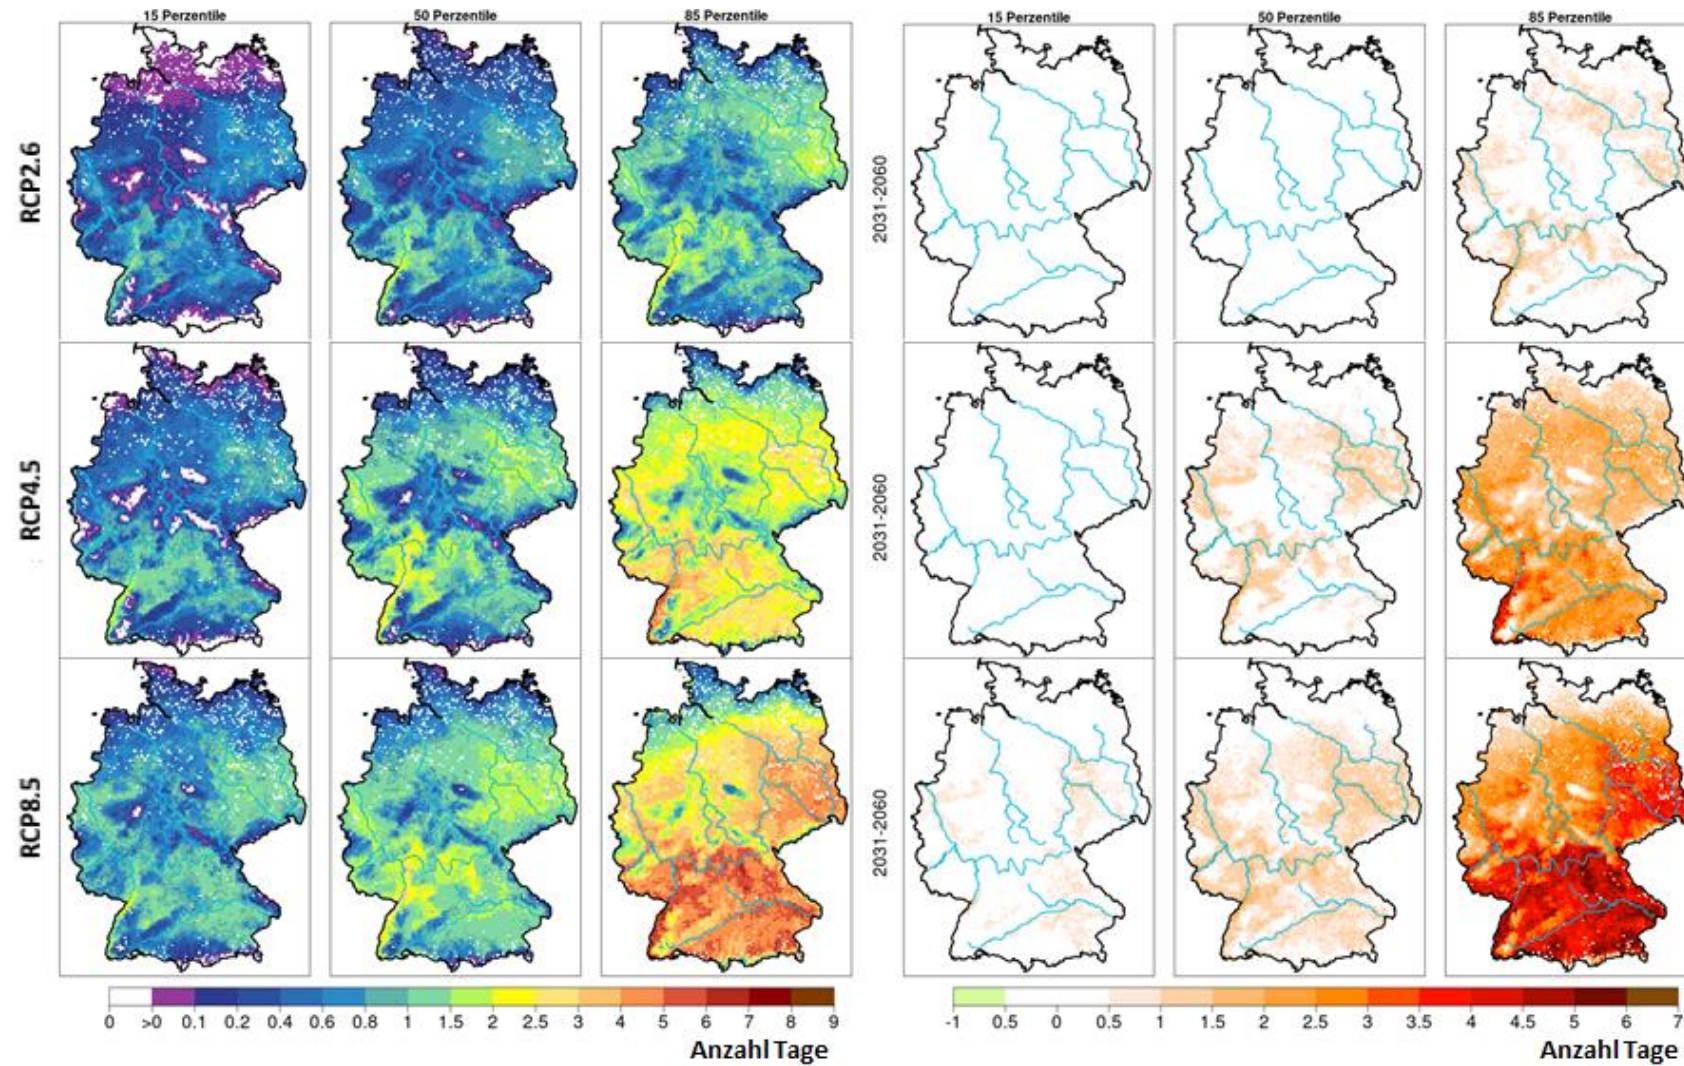 15 Perzentile 50 Perzentile 85 Perzentile 15 Perzentile 50 Perzentile 85 Perzentile
RCP2.6
2031-2060
RCP4.5
2031-2060
RCP8.5
2031-2060
0 >0 0.1 0.2 0.4 0.6 0.8 1 1.5 2 2.5 3 4 5 6 7 8 9
-1 0.5 0 0.5 1 1.5 2 2.5 3 3.5 4 4.5 5 6 7
Anzahl Tage
Anzahl Tage